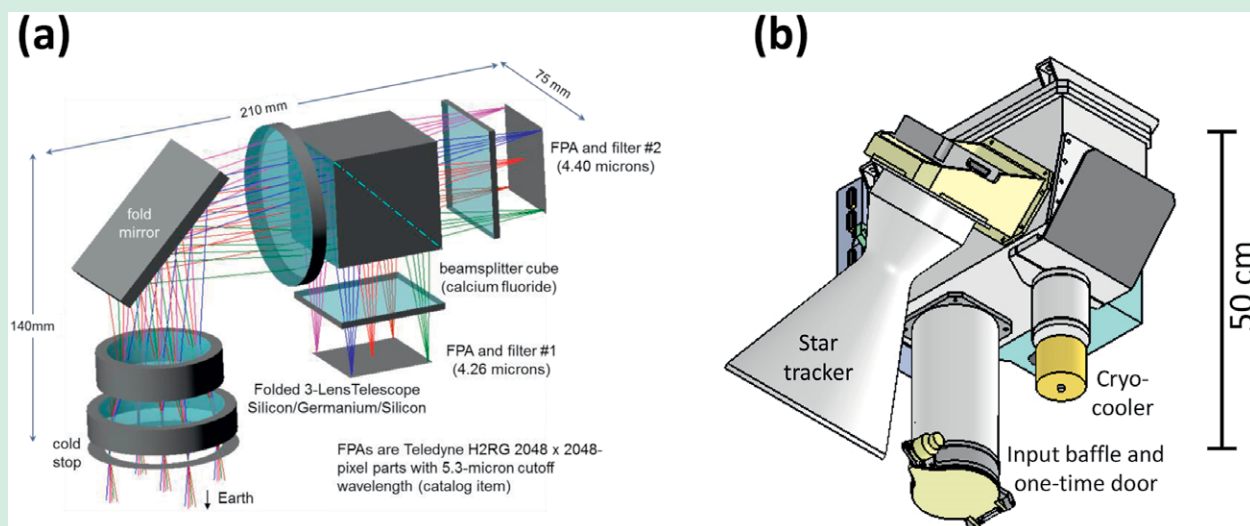 (a)
75 mm
210 mm
FPA and filter #2
(4.40 microns)
fold
mirror
beamsplitter cube
(calcium fluoride)
140mm
FPA and filter #1
(4.26 microns)
Folded 3-LensTelescope
Silicon/Germanium/Silicon
cold
stop
FPAs are Teledyne H2RG 2048 x 2048-
pixel parts with 5.3-micron cutoff
wavelength (catalog item)
Earth
(b)
50 cm
Star
tracker
Cryo-
cooler
Input baffle and
one-time door